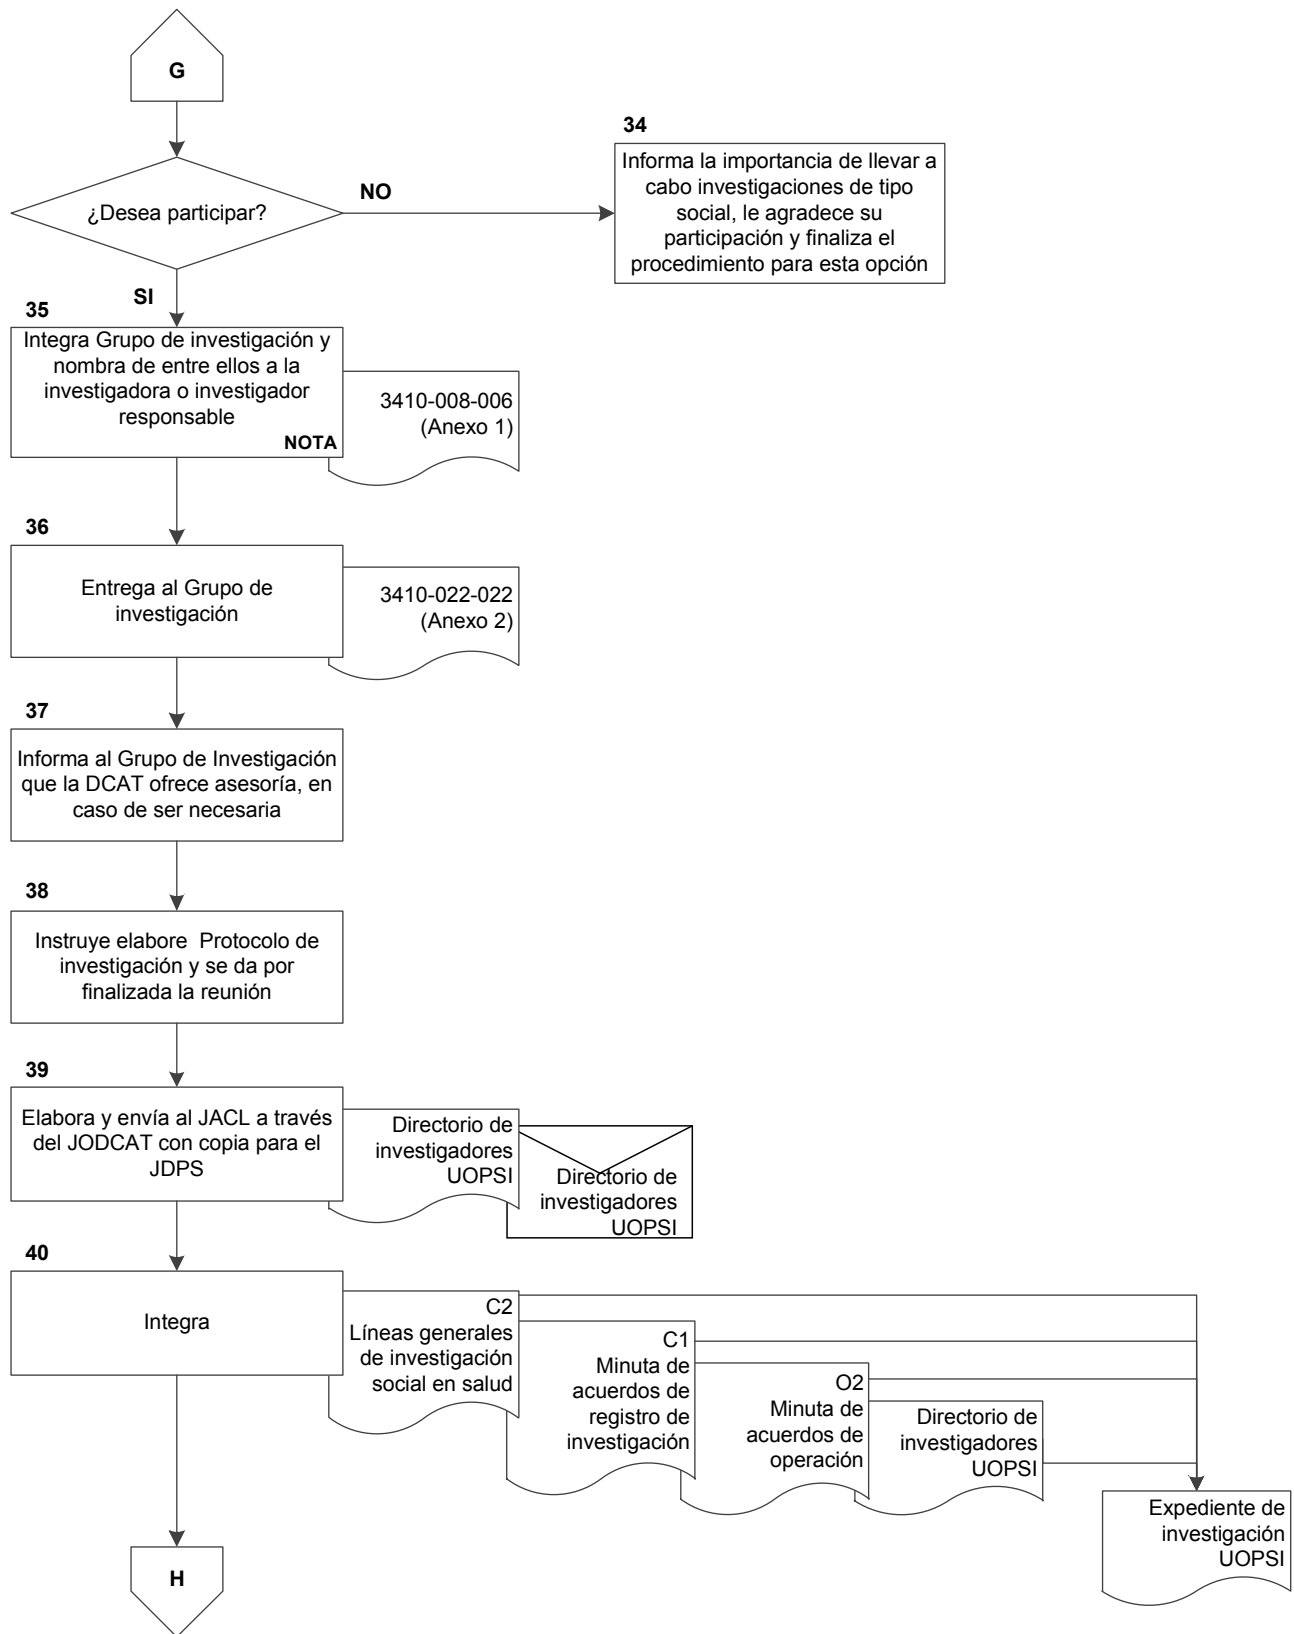 G
¿Desea participar?
NO
34
Informa la importancia de llevar a
cabo investigaciones de tipo
social, le agradece su
participación y finaliza el
procedimiento para esta opción
SI
35
Integra Grupo de investigación y
nombra de entre ellos a la
investigadora o investigador
responsable
NOTA
3410-008-006
(Anexo 1)
36
Entrega al Grupo de
investigación
3410-022-022
(Anexo 2)
37
Informa al Grupo de Investigación
que la DCAT ofrece asesoría, en
caso de ser necesaria
38
Instruye elabore Protocolo de
investigación y se da por
finalizada la reunión
39
Elabora y envía al JACL a través
del JODCAT con copia para el
JDPS
Directorio de
investigadores
UOPSI
Directorio de
investigadores
UOPSI
40
Integra
C2
Líneas generales
de investigación
social en salud
C1
Minuta de
acuerdos de
registro de
investigación
O2
Minuta de
acuerdos de
operación
Directorio de
investigadores
UOPSI
Expediente de
investigación
UOPSI
H